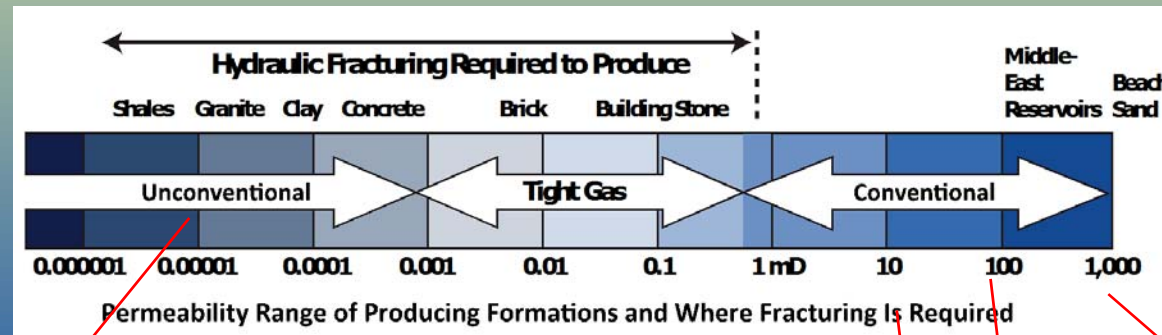 Hydraulic Fracturing Required to Produce
Middle-
East
Reservoirs
Beach
Sand
Shales Granite Clay Concrete Brick Building Stone
Unconventional Tight Gas Conventional
0.000001 0.00001 0.0001 0.001 0.01 0.1 1 mD 10 100 1,000
Permeability Range of Producing Formations and Where Fracturing Is Required